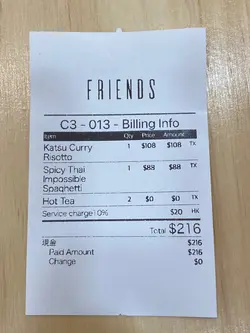 FRIENDS
C3 - 013 - Billing Info
Item Qty Price Amount
Katsu Curry 1 $108 $108 TX
Risotto
Spicy Thai 1 $88 $88 TX
Impossible
Spaghetti
Hot Tea 2 $0 $0 TX
Service charge10% $20 HK
Total $216
現金 $216
Paid Amount $216
Change $0